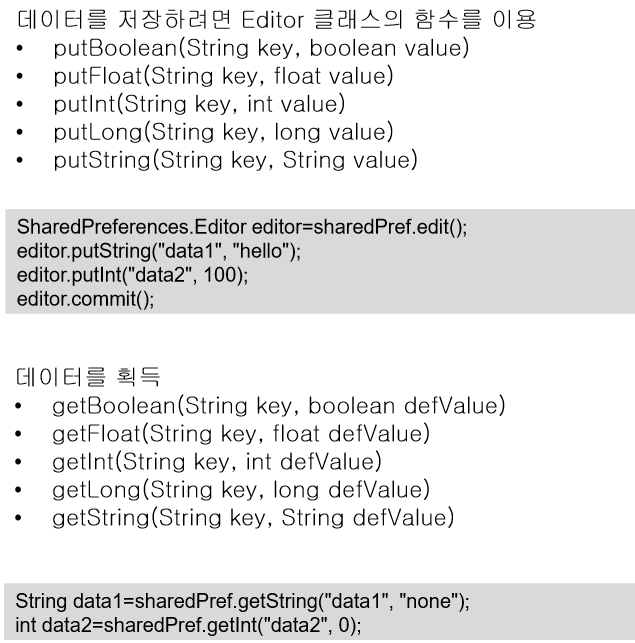 데이터를 저장하려면 Editor 클래스의 함수를 이용
• putBoolean(String key, boolean value)
• putFloat(String key, float value)
• putInt(String key, int value)
• putLong(String key, long value)
• putString(String key, String value)
SharedPreferences.Editor editor=sharedPref.edit();
editor.putString("data1", "hello");
editor.putInt("data2", 100);
editor.commit();
데이터를 획득
• getBoolean(String key, boolean defValue)
• getFloat(String key, float defValue)
• getInt(String key, int defValue)
• getLong(String key, long defValue)
• getString(String key, String defValue)
String data1=sharedPref.getString("data1", "none");
int data2=sharedPref.getInt("data2", 0);